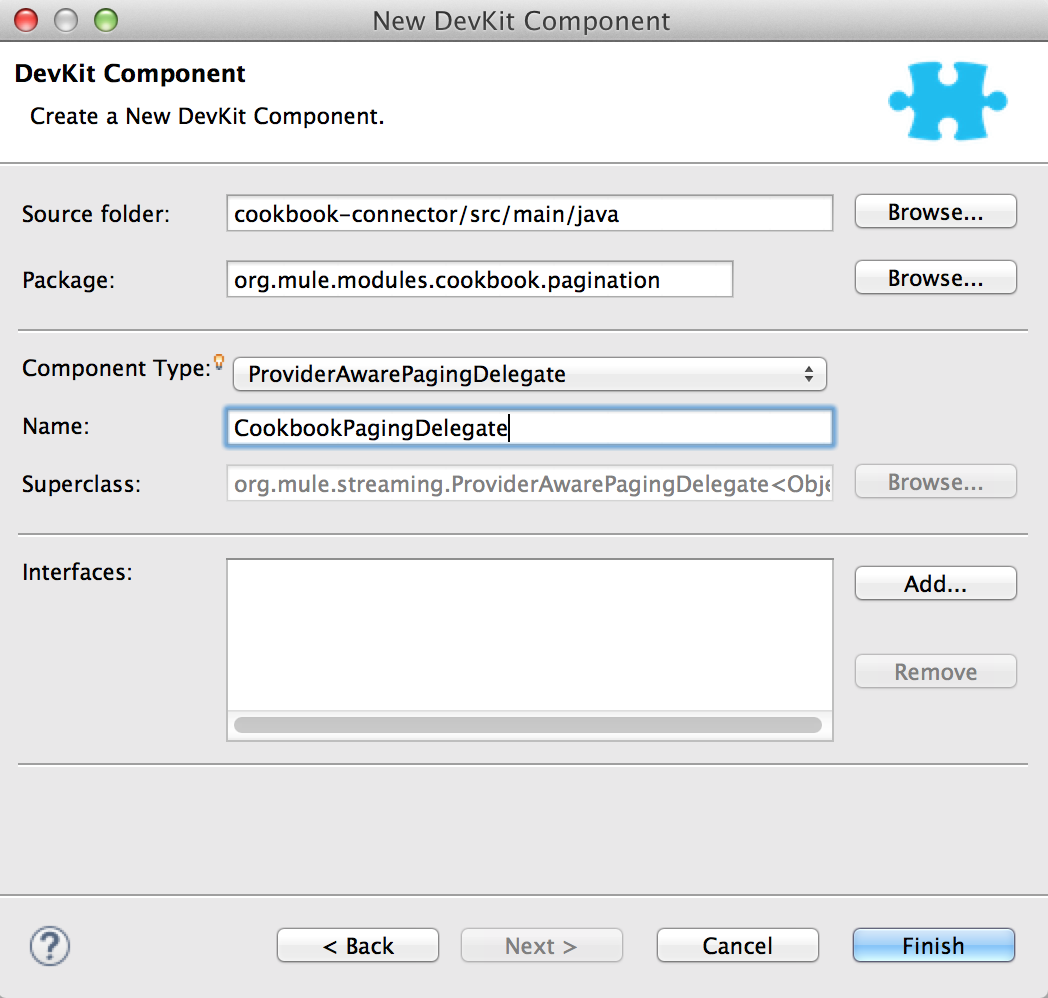 New DevKit Component
DevKit Component
Create a New DevKit Component.
Source folder: cookbook-connector/src/main/java Browse...
Package: org.mule.modules.cookbook.pagination Browse...
Component Type: ProviderAwarePagingDelegate
Name: CookbookPagingDelegate
Superclass: org.mule.streaming.ProviderAwarePagingDelegate<Obje Browse...
Interfaces: Add...
Remove
? < Back Next > Cancel Finish